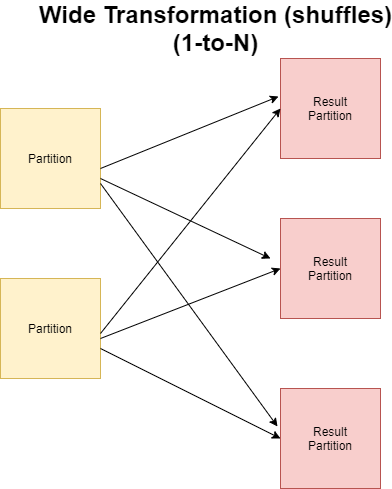 Wide Transformation (shuffles)
(1-to-N)
Partition
Partition
Result
Partition
Result
Partition
Result
Partition